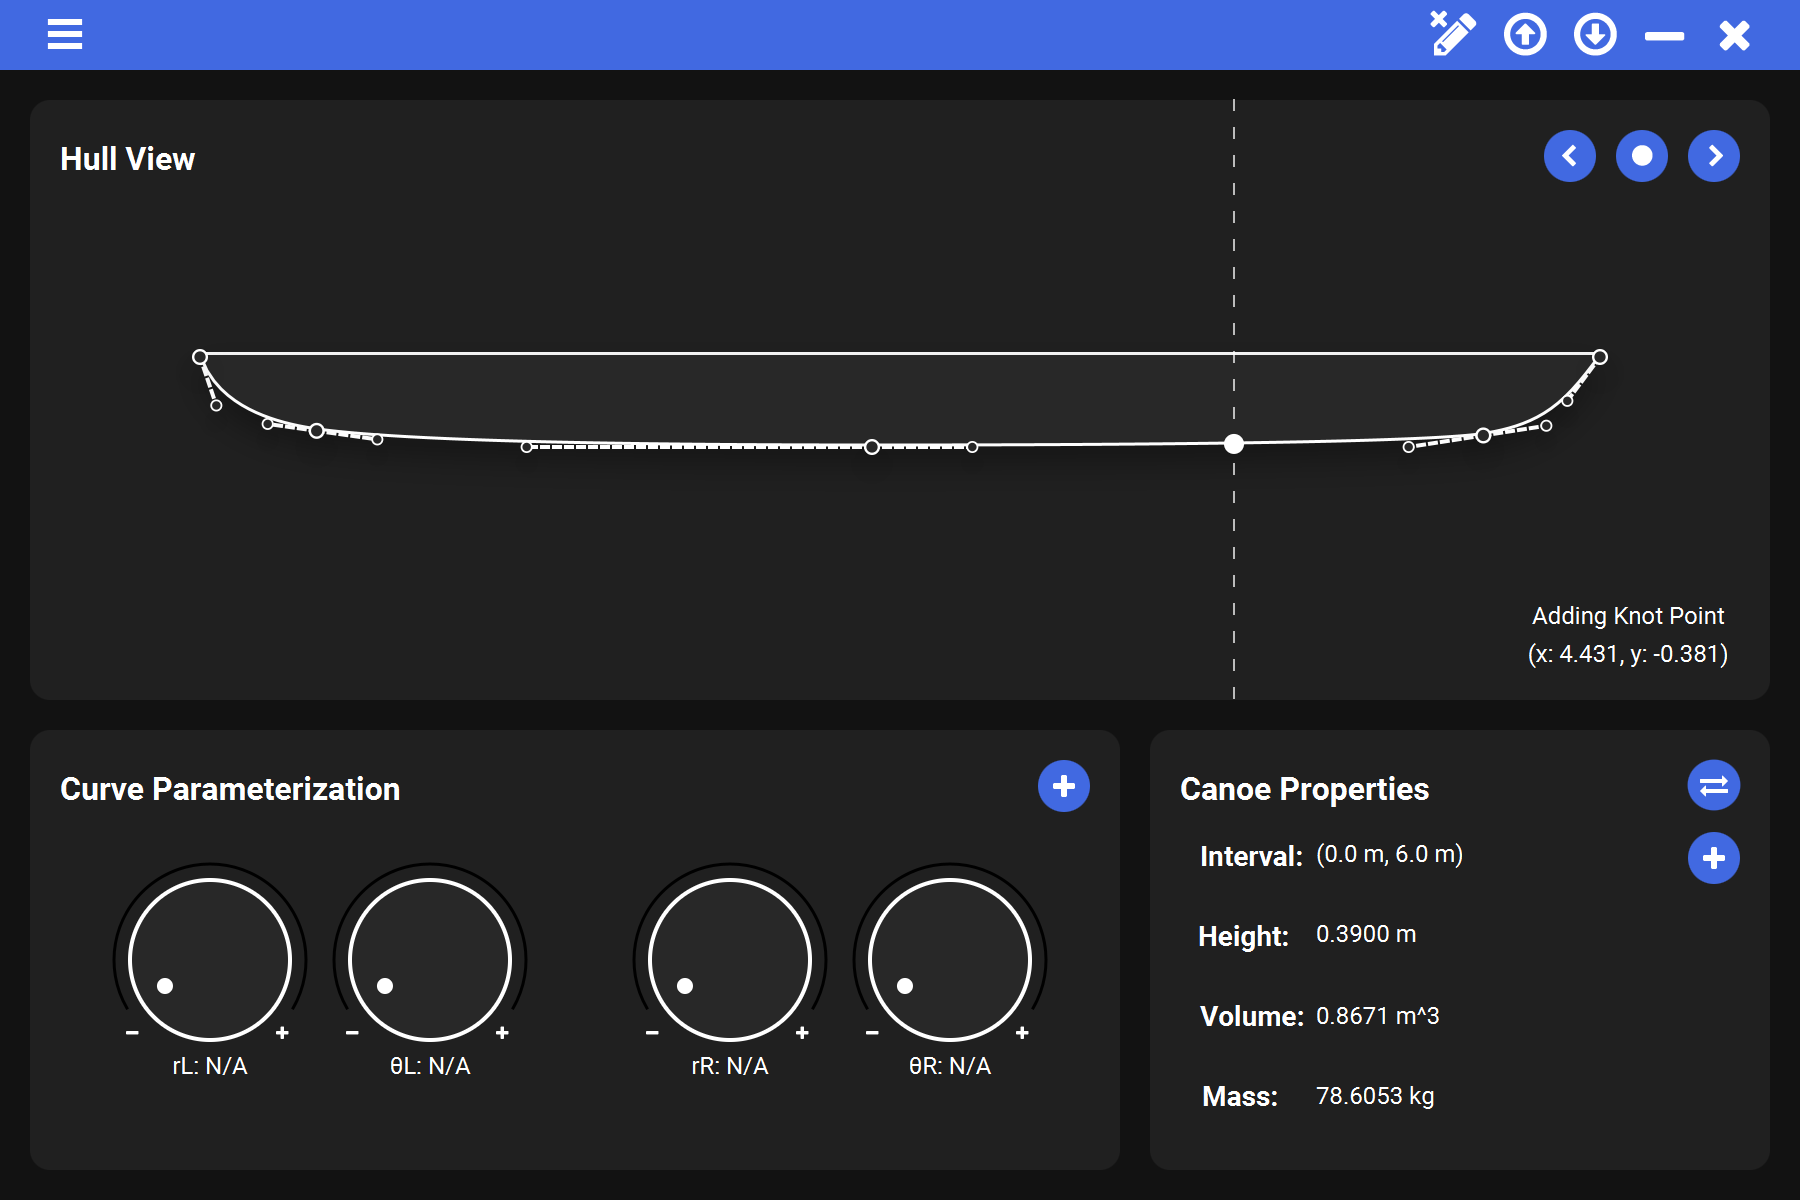 Hull View
Adding Knot Point
(x: 4.431, y: -0.381)
Curve Parameterization
rL: N/A
θL: N/A
rR: N/A
θR: N/A
Canoe Properties
Interval: (0.0 m, 6.0 m)
Height: 0.3900 m
Volume: 0.8671 m^3
Mass: 78.6053 kg